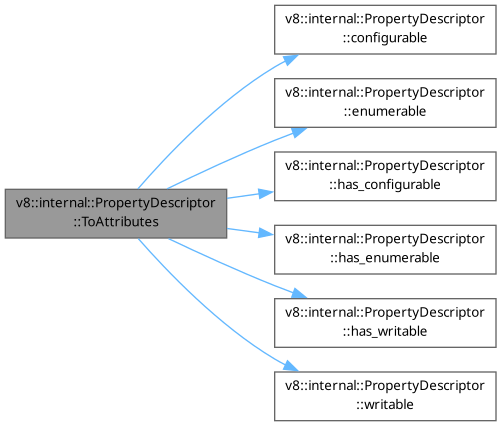 v8::internal::PropertyDescriptor
::configurable
v8::internal::PropertyDescriptor
::enumerable
v8::internal::PropertyDescriptor
::has_configurable
v8::internal::PropertyDescriptor
::ToAttributes
v8::internal::PropertyDescriptor
::has_enumerable
v8::internal::PropertyDescriptor
::has_writable
v8::internal::PropertyDescriptor
::writable